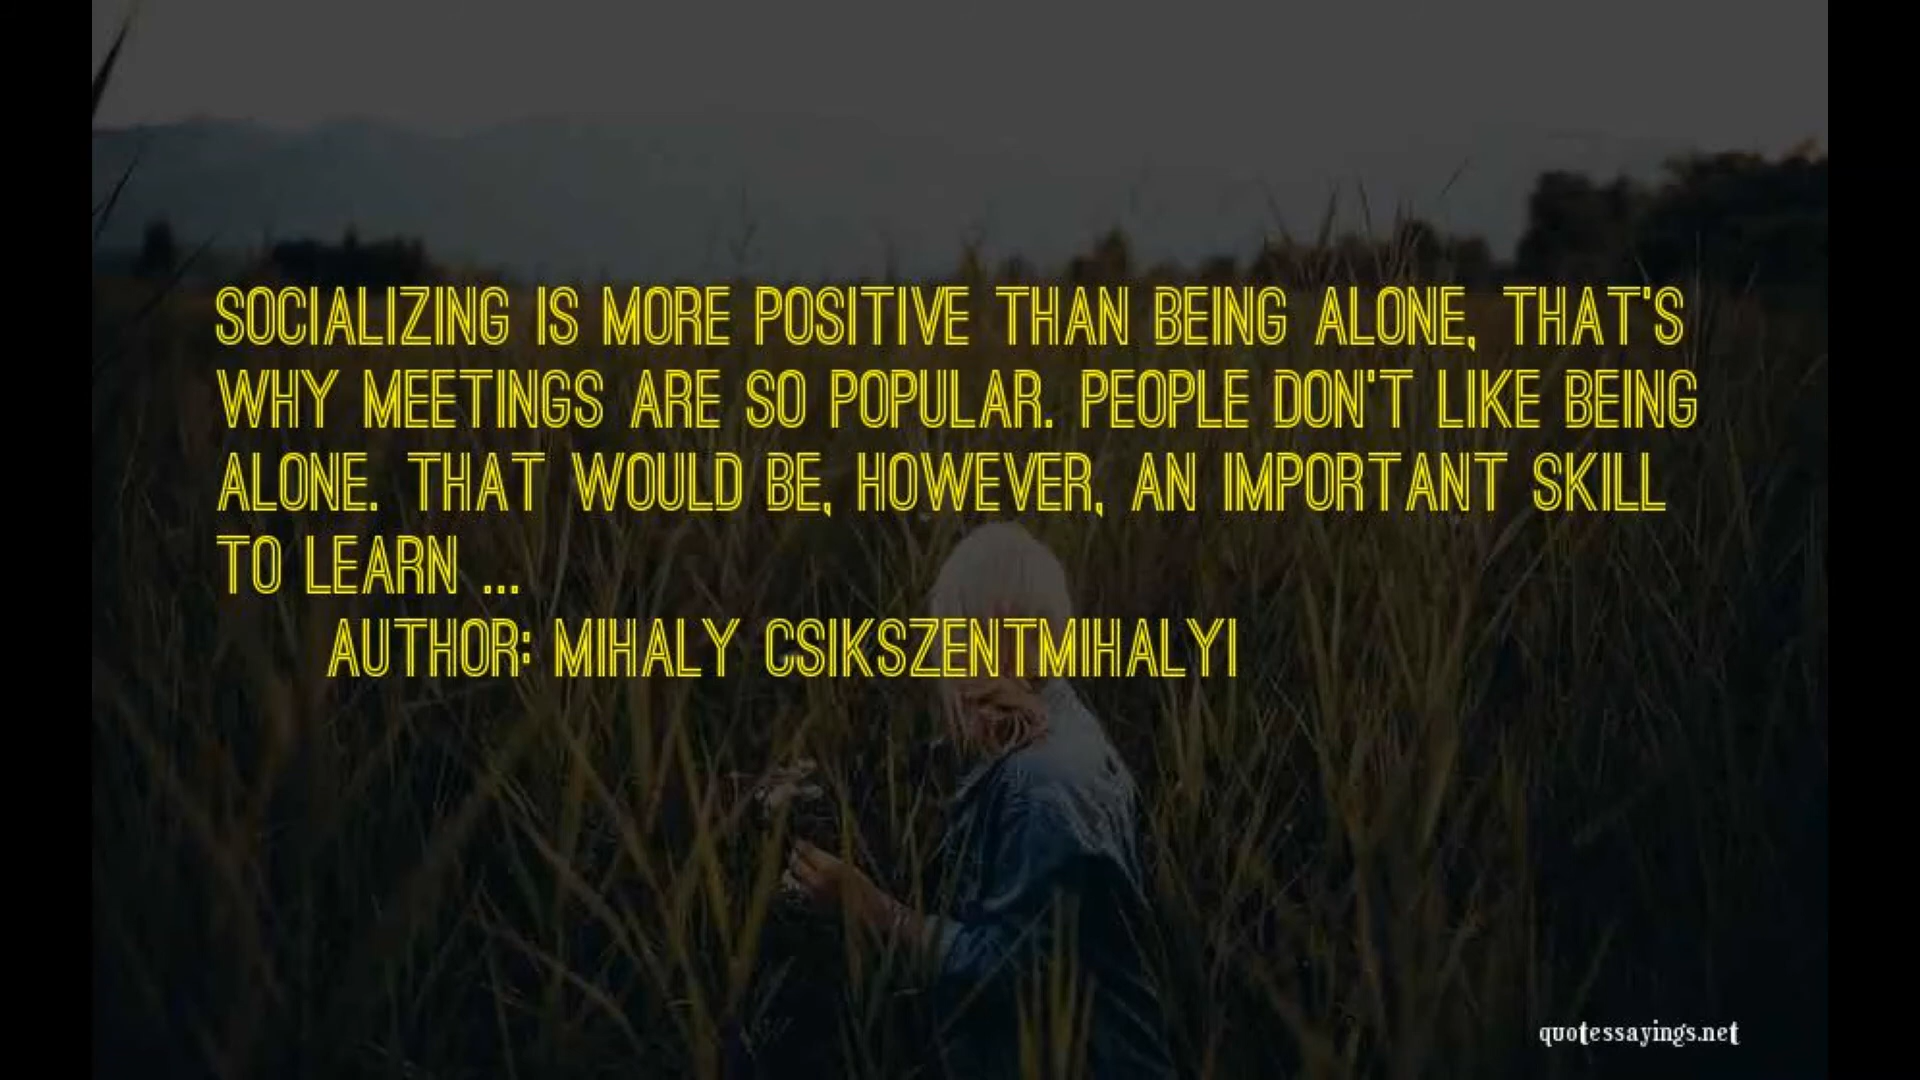 SOCIALIZING IS MORE POSITIVE THAN BEING ALONE, THAT'S
WHY MEETINGS ARE SO POPULAR. PEOPLE DON'T LIKE BEING
ALONE. THAT WOULD BE, HOWEVER, AN IMPORTANT SKILL
TO LEARN ...
AUTHOR: MIHALY CSIKSZENTMIHALYI
quotessayings.net